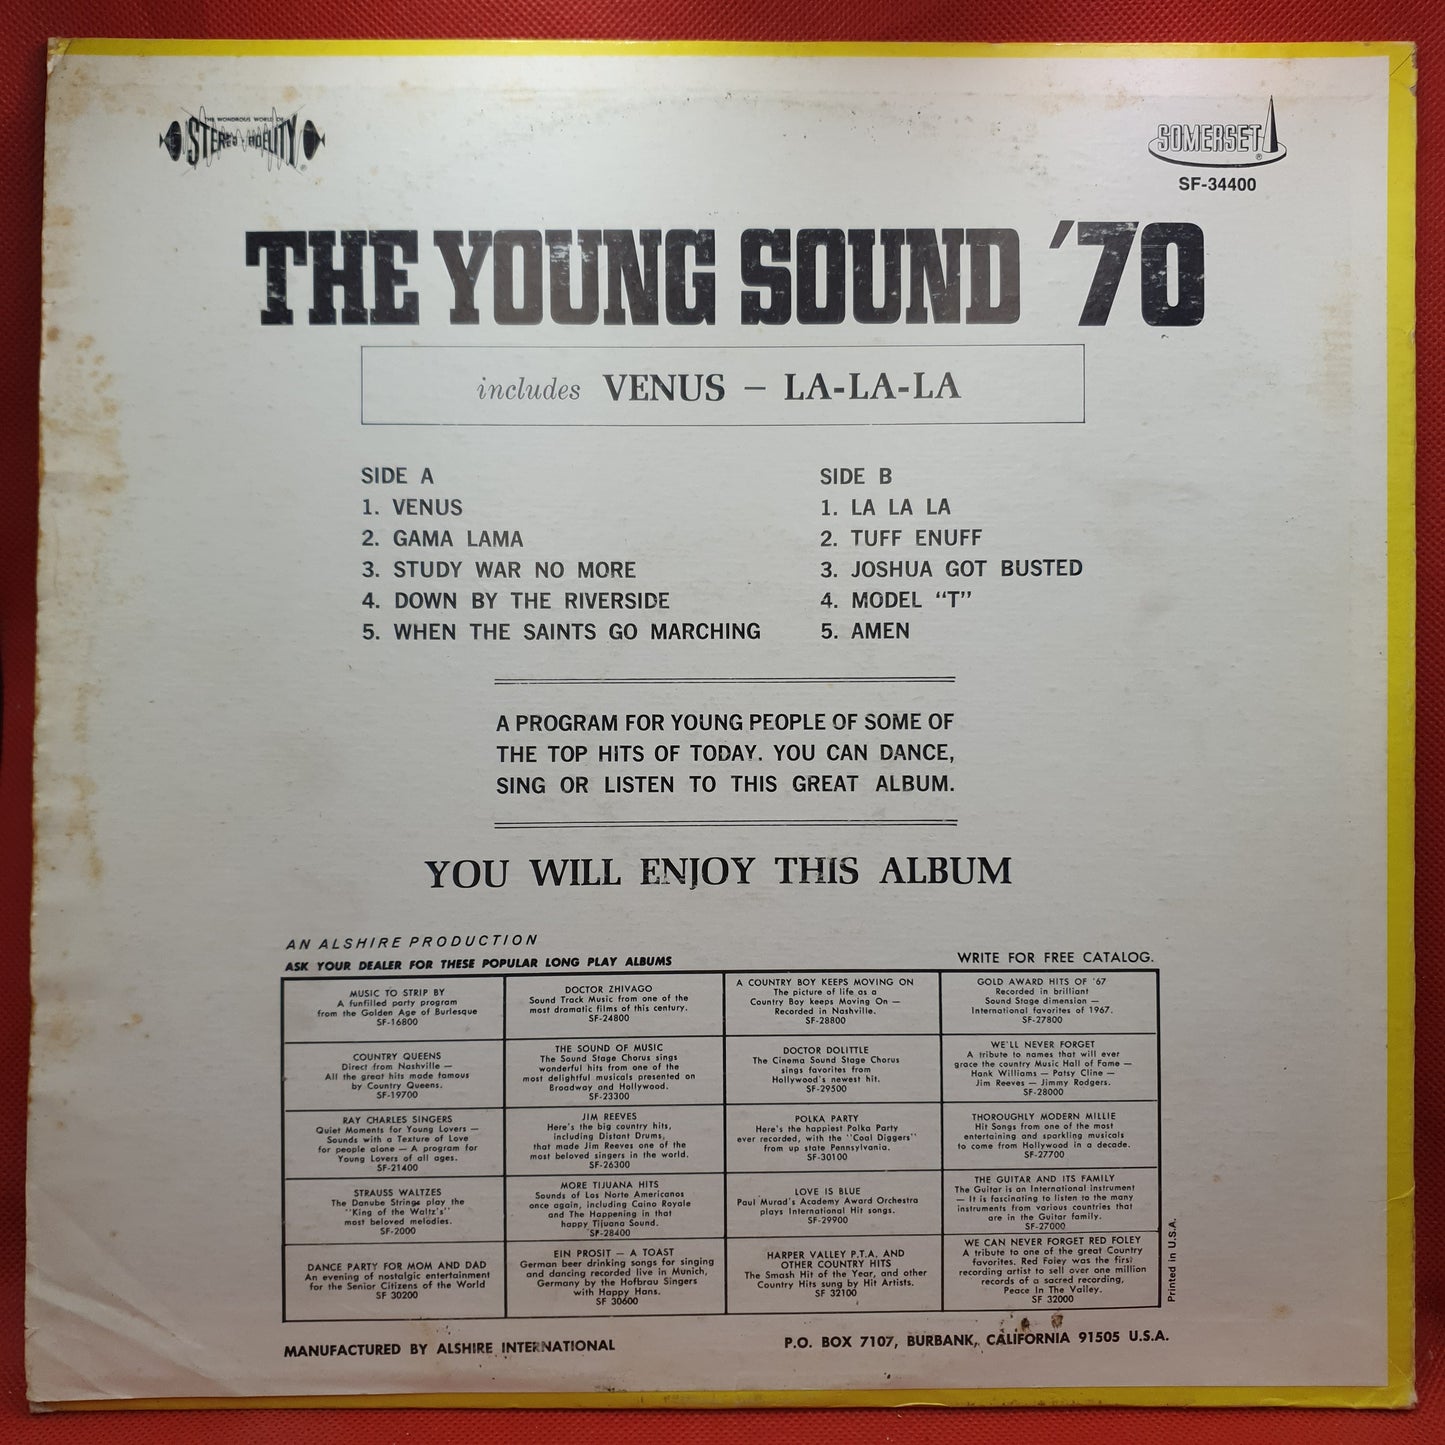 THE WONDROUS WORLD OF
STEREO-FIDELITY®
SOMERSET®
SF-34400
THE YOUNG SOUND '70
includes VENUS – LA-LA-LA
SIDE A
1. VENUS
2. GAMA LAMA
3. STUDY WAR NO MORE
4. DOWN BY THE RIVERSIDE
5. WHEN THE SAINTS GO MARCHING
SIDE B
1. LA LA LA
2. TUFF ENUFF
3. JOSHUA GOT BUSTED
4. MODEL “T”
5. AMEN
A PROGRAM FOR YOUNG PEOPLE OF SOME OF
THE TOP HITS OF TODAY. YOU CAN DANCE,
SING OR LISTEN TO THIS GREAT ALBUM.
YOU WILL ENJOY THIS ALBUM
AN ALSHIRE PRODUCTION
ASK YOUR DEALER FOR THESE POPULAR LONG PLAY ALBUMS
WRITE FOR FREE CATALOG.
MUSIC TO STRIP BY
A funfilled party program
from the Golden Age of Burlesque
SF-16800
DOCTOR ZHIVAGO
Sound Track Music from one of the
most dramatic films of this century.
SF-24800
A COUNTRY BOY KEEPS MOVING ON
The picture of life as a
Country Boy keeps Moving On —
Recorded in Nashville.
SF-28800
GOLD AWARD HITS OF '67
Recorded in brilliant
Sound Stage dimension —
International favorites of 1967.
SF-27800
COUNTRY QUEENS
Direct from Nashville —
All the great hits made famous
by Country Queens.
SF-19700
THE SOUND OF MUSIC
The Sound Stage Chorus sings
wonderful hits from one of the
most delightful musicals presented on
Broadway and Hollywood.
SF-23300
DOCTOR DOLITTLE
The Cinema Sound Stage Chorus
sings favorites from
Hollywood's newest hit.
SF-29500
WE'LL NEVER FORGET
A tribute to names that will ever
grace the country Music Hall of Fame —
Hank Williams — Patsy Cline —
Jim Reeves — Jimmy Rodgers.
SF-28000
RAY CHARLES SINGERS
Quiet Moments for Young Lovers —
Sounds with a Texture of Love
for people alone — A program for
Young Lovers of all ages.
SF-21400
JIM REEVES
Here's the big country hits,
including Distant Drums,
that made Jim Reeves one of the
most beloved singers in the world.
SF-26300
POLKA PARTY
Here's the happiest Polka Party
ever recorded, with the "Coal Diggers"
from up state Pennsylvania.
SF-30100
THOROUGHLY MODERN MILLIE
Hit Songs from one of the most
entertaining and sparkling musicals
to come from Hollywood in a decade.
SF-27700
STRAUSS WALTZES
The Danube Strings play the
"King of the Waltz's"
most beloved melodies.
SF-2000
MORE TIJUANA HITS
Sounds of Los Norte Americanos
once again, including Caino Royale
and The Happening in that
happy Tijuana Sound.
SF-28400
LOVE IS BLUE
Paul Murad's Academy Award Orchestra
plays International Hit songs.
SF-29900
THE GUITAR AND ITS FAMILY
The Guitar is an International instrument
— It is fascinating to listen to the many
instruments from various countries that
are in the Guitar family.
SF-27000
DANCE PARTY FOR MOM AND DAD
An evening of nostalgic entertainment
for the Senior Citizens of the World
SF 30200
EIN PROSIT — A TOAST
German beer drinking songs for singing
and dancing recorded live in Munich,
Germany by the Hofbrau Singers
with Happy Hans.
SF 30600
HARPER VALLEY P.T.A. AND
OTHER COUNTRY HITS
The Smash Hit of the Year, and other
Country Hits sung by Hit Artists.
SF 32100
WE CAN NEVER FORGET RED FOLEY
A tribute to one of the great Country
favorites. Red Foley was the first
recording artist to sell over one million
records of a sacred recording,
Peace In The Valley.
SF 32000
Printed in U.S.A.
MANUFACTURED BY ALSHIRE INTERNATIONAL
P.O. BOX 7107, BURBANK, CALIFORNIA 91505 U.S.A.